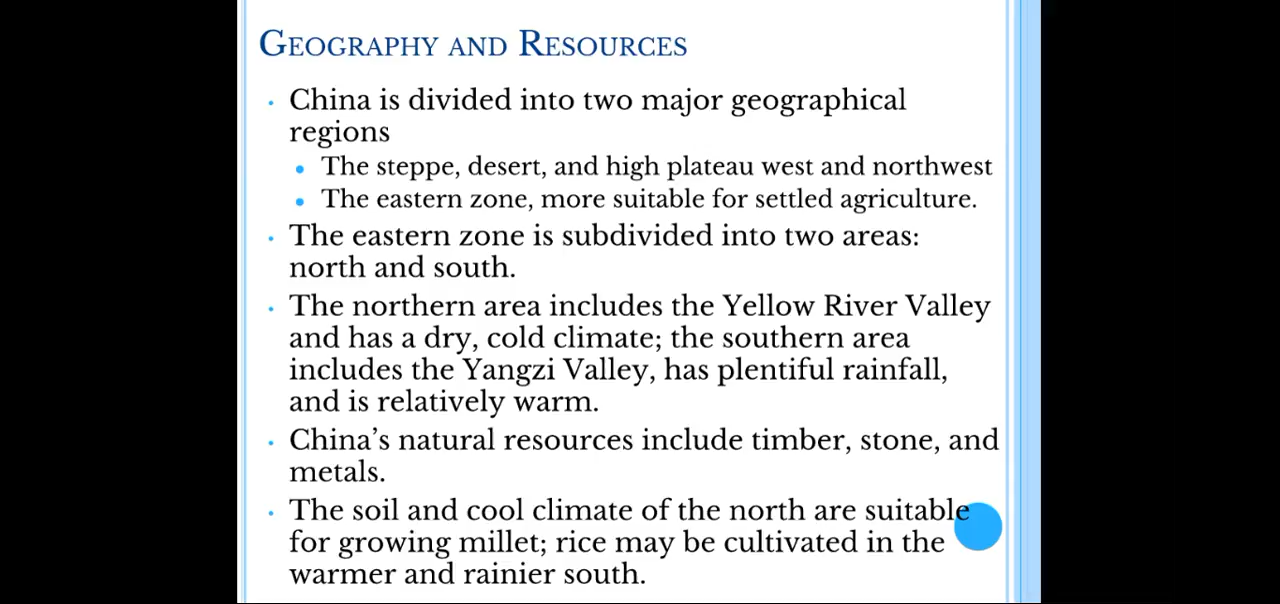 Geography and Resources
• China is divided into two major geographical
regions
• The steppe, desert, and high plateau west and northwest
• The eastern zone, more suitable for settled agriculture.
• The eastern zone is subdivided into two areas:
north and south.
• The northern area includes the Yellow River Valley
and has a dry, cold climate; the southern area
includes the Yangzi Valley, has plentiful rainfall,
and is relatively warm.
• China’s natural resources include timber, stone, and
metals.
• The soil and cool climate of the north are suitable
for growing millet; rice may be cultivated in the
warmer and rainier south.